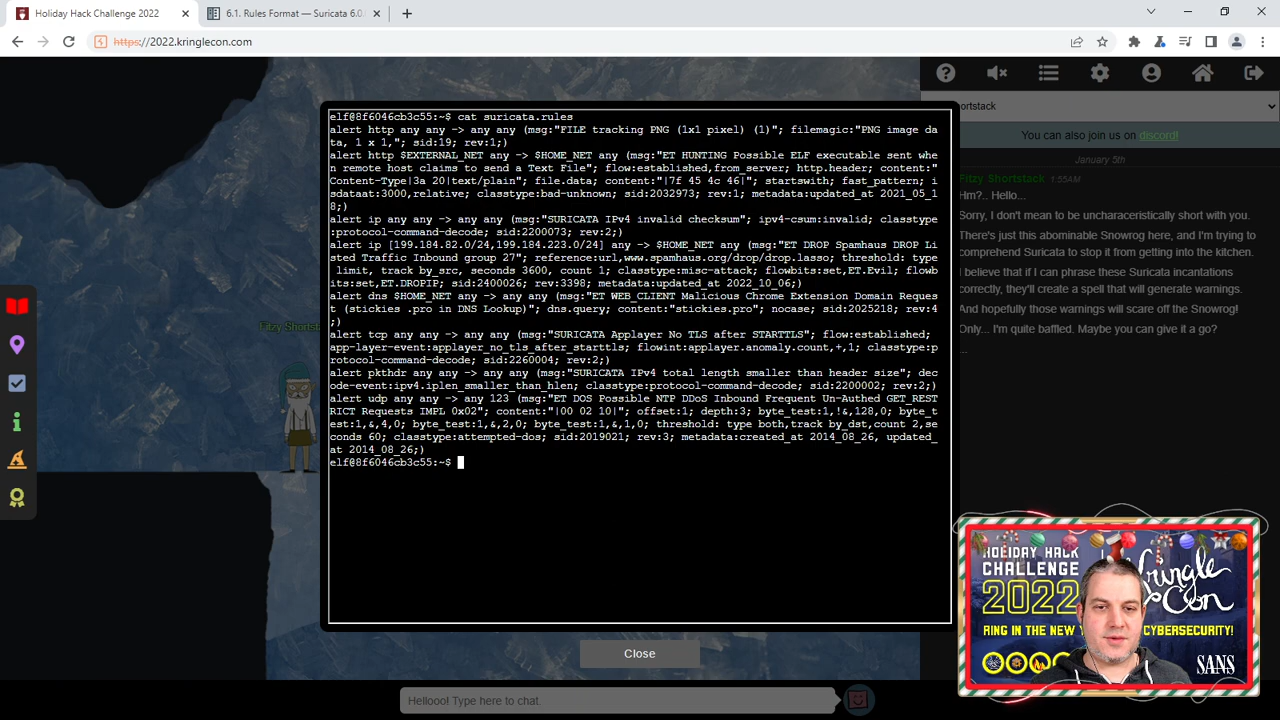 Holiday Hack Challenge 2022
6.1. Rules Format — Suricata 6.0.
https://2022.kringlecon.com
elf@8f6046cb3c55:~$ cat suricata.rules
alert http any any -> any any (msg:"FILE tracking PNG (1x1 pixel) (1)"; filemagic:"PNG image da
ta, 1 x 1,"; sid:19; rev:1;)
alert http $EXTERNAL_NET any -> $HOME_NET any (msg:"ET HUNTING Possible ELF executable sent whe
n remote host claims to send a Text File"; flow:established,from_server; http.header; content:"
Content-Type|3a 20|text/plain"; file.data; content:"|7f 45 4c 46|"; startswith; fast_pattern; i
sdataat:3000,relative; classtype:bad-unknown; sid:2032973; rev:1; metadata:updated_at 2021_05_1
8;)
alert ip any any -> any any (msg:"SURICATA IPv4 invalid checksum"; ipv4-csum:invalid; classtype
:protocol-command-decode; sid:2200073; rev:2;)
alert ip [199.184.82.0/24,199.184.223.0/24] any -> $HOME_NET any (msg:"ET DROP Spamhaus DROP Li
sted Traffic Inbound group 27"; reference:url,www.spamhaus.org/drop/drop.lasso; threshold: type
 limit, track by_src, seconds 3600, count 1; classtype:misc-attack; flowbits:set,ET.Evil; flowb
its:set,ET.DROPIP; sid:2400026; rev:3398; metadata:updated_at 2022_10_06;)
alert dns $HOME_NET any -> any any (msg:"ET WEB_CLIENT Malicious Chrome Extension Domain Reques
t (stickies .pro in DNS Lookup)"; dns.query; content:"stickies.pro"; nocase; sid:2025218; rev:4
;)
alert tcp any any -> any any (msg:"SURICATA Applayer No TLS after STARTTLS"; flow:established;
app-layer-event:applayer_no_tls_after_starttls; flowint:applayer.anomaly.count,+,1; classtype:p
rotocol-command-decode; sid:2260004; rev:2;)
alert pkthdr any any -> any any (msg:"SURICATA IPv4 total length smaller than header size"; dec
ode-event:ipv4.iplen_smaller_than_hlen; classtype:protocol-command-decode; sid:2200002; rev:2;)
alert udp any any -> any 123 (msg:"ET DOS Possible NTP DDoS Inbound Frequent Un-Authed GET_REST
RICT Requests IMPL 0x02"; content:"|00 02 10|"; offset:1; depth:3; byte_test:1,!&,128,0; byte_t
est:1,&,4,0; byte_test:1,&,2,0; byte_test:1,&,1,0; threshold: type both,track by_dst,count 2,se
conds 60; classtype:attempted-dos; sid:2019021; rev:3; metadata:created_at 2014_08_26, updated_
at 2014_08_26;)
elf@8f6046cb3c55:~$
Close
Fitzy Shortsta
ortstack
You can also join us on discord!
January 5th
Fitzy Shortstack 1:55AM
Hm?.. Hello...
Sorry, I don't mean to be uncharaceristically short with you.
There's just this abominable Snowrog here, and I'm trying to
comprehend Suricata to stop it from getting into the kitchen.
I believe that if I can phrase these Suricata incantations
correctly, they'll create a spell that will generate warnings.
And hopefully those warnings will scare off the Snowrog!
Only... I'm quite baffled. Maybe you can give it a go?
...
Hellooo! Type here to chat.
HOLIDAY HACK
CHALLENGE
2022
RING IN THE NEW Y
CYBERSECURITY!
SANS